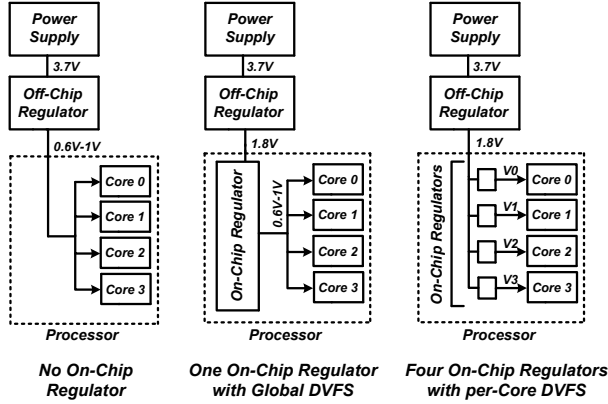 Power
Supply
3.7V
Off-Chip
Regulator
0.6V-1V
Core 0
Core 1
Core 2
Core 3
Processor
No On-Chip
Regulator
Power
Supply
3.7V
Off-Chip
Regulator
1.8V
On-Chip Regulator
0.6V-1V
Core 0
Core 1
Core 2
Core 3
Processor
One On-Chip Regulator
with Global DVFS
Power
Supply
3.7V
Off-Chip
Regulator
1.8V
On-Chip Regulators
V0
Core 0
V1
Core 1
V2
Core 2
V3
Core 3
Processor
Four On-Chip Regulators
with per-Core DVFS